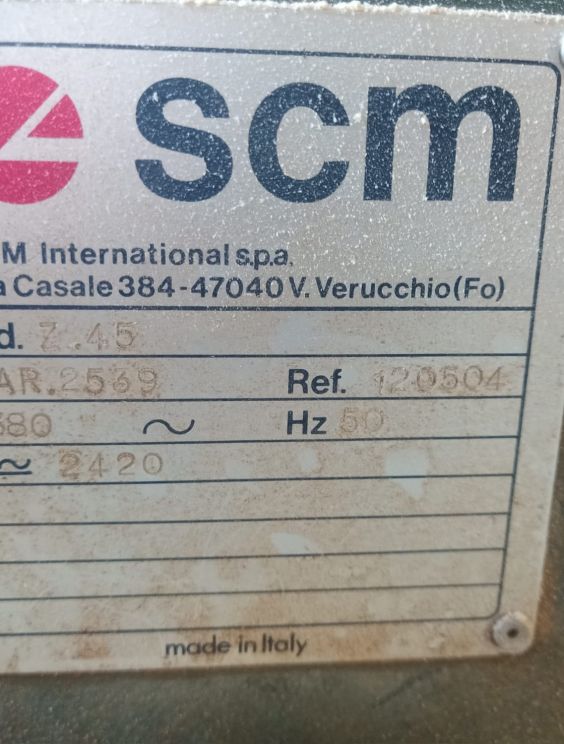 scm
M International s.p.a.
a Casale 384-47040 V. Verucchio (Fo)
d. Z.45
AR.2539 Ref. 120504
380 ~ Hz 50
≃ 2420
made in Italy